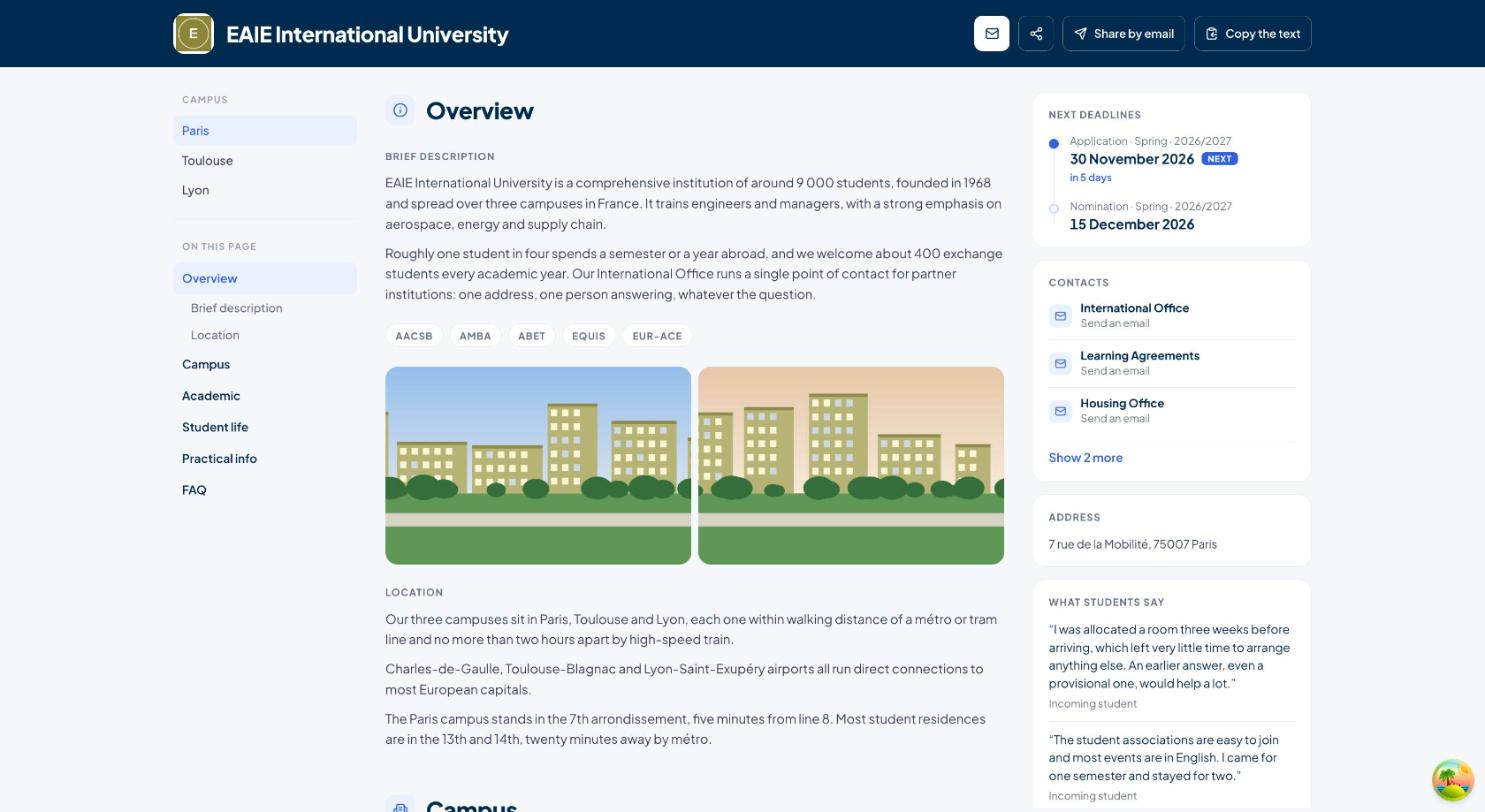 E
EAIE International University
Share by email
Copy the text
CAMPUS
Paris
Toulouse
Lyon
ON THIS PAGE
Overview
Brief description
Location
Campus
Academic
Student life
Practical info
FAQ
Overview
BRIEF DESCRIPTION
EAIE International University is a comprehensive institution of around 9 000 students, founded in 1968
and spread over three campuses in France. It trains engineers and managers, with a strong emphasis on
aerospace, energy and supply chain.
Roughly one student in four spends a semester or a year abroad, and we welcome about 400 exchange
students every academic year. Our International Office runs a single point of contact for partner
institutions: one address, one person answering, whatever the question.
AACSB
AMBA
ABET
EQUIS
EUR-ACE
LOCATION
Our three campuses sit in Paris, Toulouse and Lyon, each one within walking distance of a métro or tram
line and no more than two hours apart by high-speed train.
Charles-de-Gaulle, Toulouse-Blagnac and Lyon-Saint-Exupéry airports all run direct connections to
most European capitals.
The Paris campus stands in the 7th arrondissement, five minutes from line 8. Most student residences
are in the 13th and 14th, twenty minutes away by métro.
Campus
NEXT DEADLINES
Application · Spring · 2026/2027
30 November 2026 NEXT
in 5 days
Nomination · Spring · 2026/2027
15 December 2026
CONTACTS
International Office
Send an email
Learning Agreements
Send an email
Housing Office
Send an email
Show 2 more
ADDRESS
7 rue de la Mobilité, 75007 Paris
WHAT STUDENTS SAY
“I was allocated a room three weeks before
arriving, which left very little time to arrange
anything else. An earlier answer, even a
provisional one, would help a lot.”
Incoming student
“The student associations are easy to join
and most events are in English. I came for
one semester and stayed for two.”
Incoming student